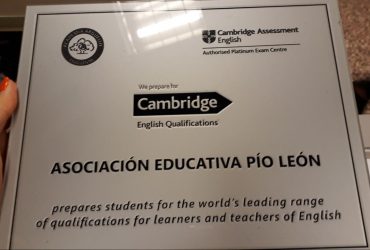 Cambridge Assessment
English
Authorised Platinum Exam Centre
We prepare for
Cambridge
English Qualifications
ASOCIACIÓN EDUCATIVA PÍO LEÓN
prepares students for the world's leading range
of qualifications for learners and teachers of English